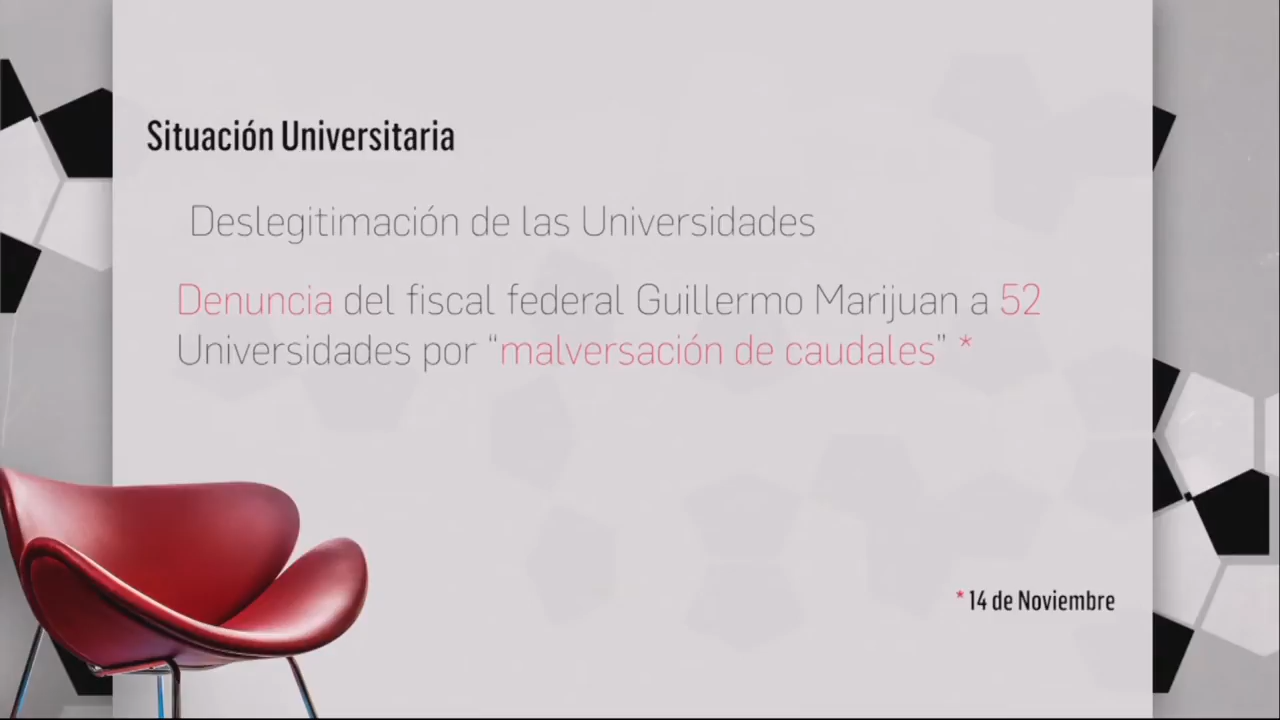 Situación Universitaria
Deslegitimación de las Universidades
Denuncia del fiscal federal Guillermo Marijuan a 52
Universidades por “malversación de caudales” *
* 14 de Noviembre